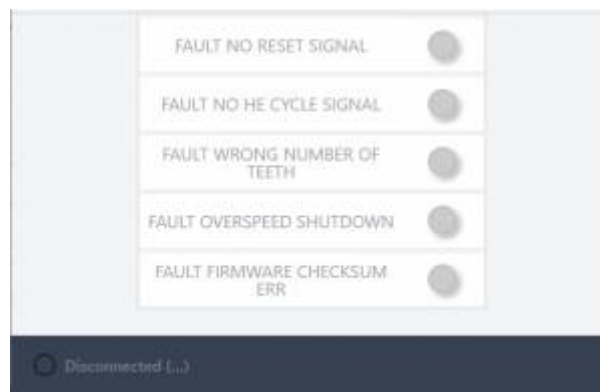 FAULT NO RESET SIGNAL
FAULT NO HE CYCLE SIGNAL
FAULT WRONG NUMBER OF
TEETH
FAULT OVERSPEED SHUTDOWN
FAULT FIRMWARE CHECKSUM
ERR
Disconnected (...)